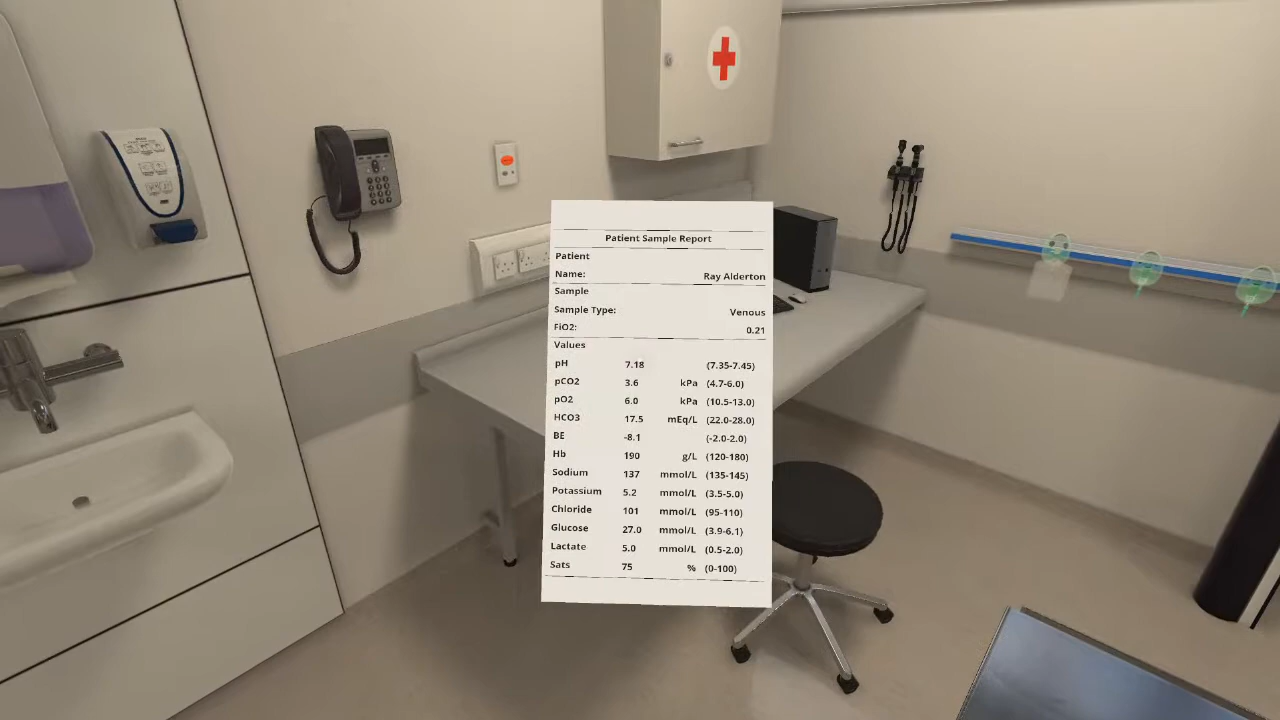 Patient Sample Report
Patient
Name: Ray Alderton
Sample
Sample Type: Venous
FiO2: 0.21
Values
pH 7.18 (7.35-7.45)
pCO2 3.6 kPa (4.7-6.0)
pO2 6.0 kPa (10.5-13.0)
HCO3 17.5 mEq/L (22.0-28.0)
BE -8.1 (-2.0-2.0)
Hb 190 g/L (120-180)
Sodium 137 mmol/L (135-145)
Potassium 5.2 mmol/L (3.5-5.0)
Chloride 101 mmol/L (95-110)
Glucose 27.0 mmol/L (3.9-6.1)
Lactate 5.0 mmol/L (0.5-2.0)
Sats 75 % (0-100)